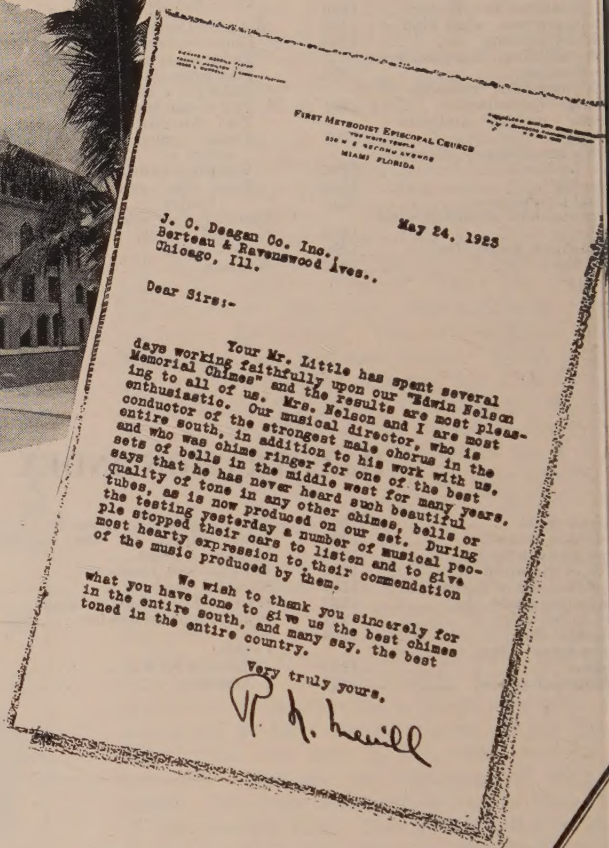 FIRST METHODIST EPISCOPAL CHURCH
THE WHITE TEMPLE
SECOND AVENUE
MIAMI FLORIDA
May 24, 1925
J. C. Deagan Co. Inc.,
Berteau & Ravenswood Aves.,
Chicago, Ill.
Dear Sirs:-
Your Mr. Little has spent several
days working faithfully upon our "Edwin Nelson
Memorial Chimes" and the results are most pleas-
ing to all of us. Mrs. Nelson and I are most
enthusiastic. Our musical director, who is
conductor of the strongest male chorus in the
entire south, in addition to his work with us,
and who was chime ringer for one of the best
sets of bells in the middle west for many years,
says that he has never heard such beautiful
quality of tone in any other chimes, bells or
tubes, as is now produced on our set. During
the testing yesterday a number of musical peo-
ple stopped their cars to listen and to give
most hearty expression to their commendation
of the music produced by them.
We wish to thank you sincerely for
what you have done to give us the best chimes
in the entire south, and many say, the best
toned in the entire country.
Very truly yours,
R. N. Merrill